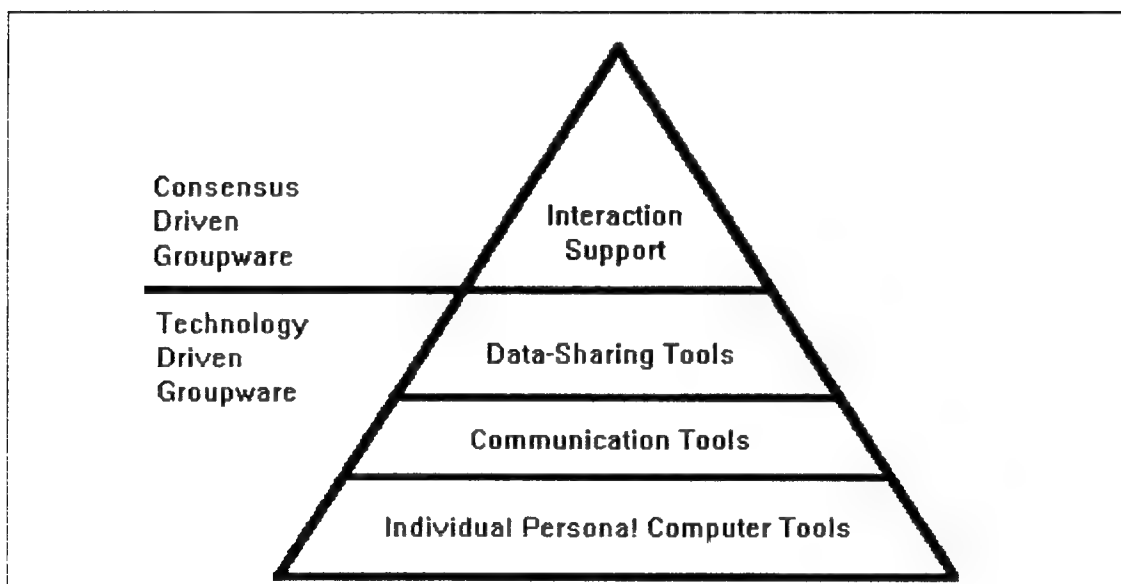 Consensus
Driven
Groupware
Interaction
Support
Technology
Driven
Groupware
Data-Sharing Tools
Communication Tools
Individual Personal Computer Tools